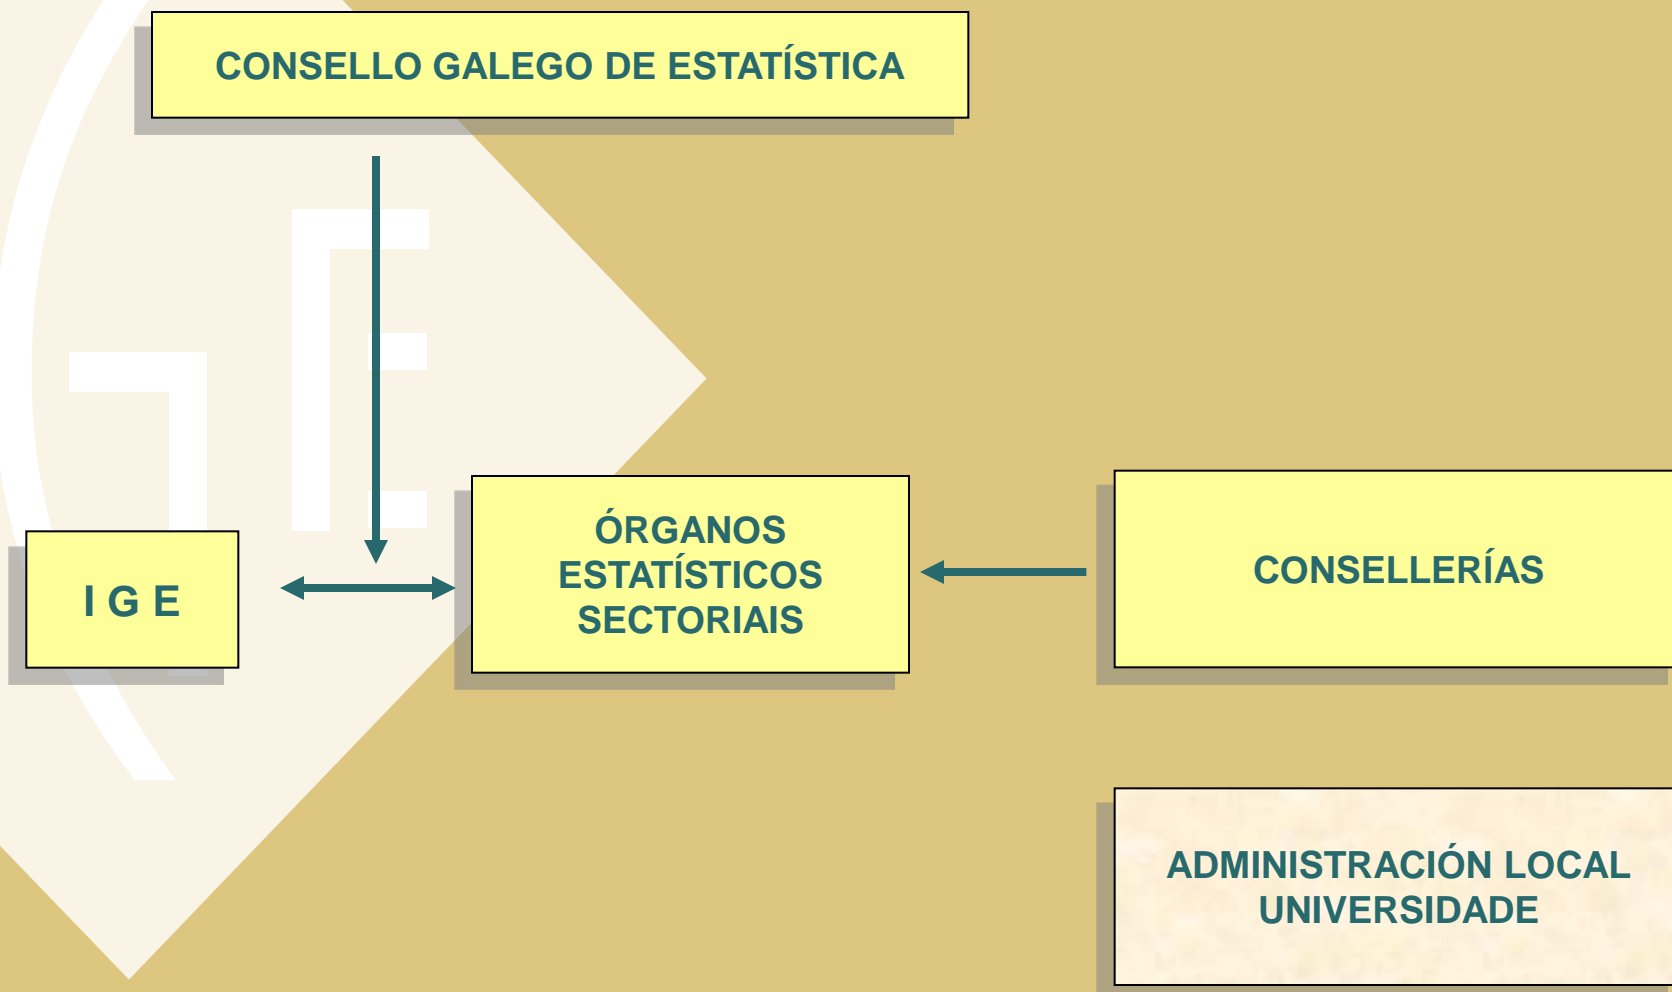 CONSELLO GALEGO DE ESTATÍSTICA
I G E
ÓRGANOS
ESTATÍSTICOS
SECTORIAIS
CONSELLERÍAS
ADMINISTRACIÓN LOCAL
UNIVERSIDADE